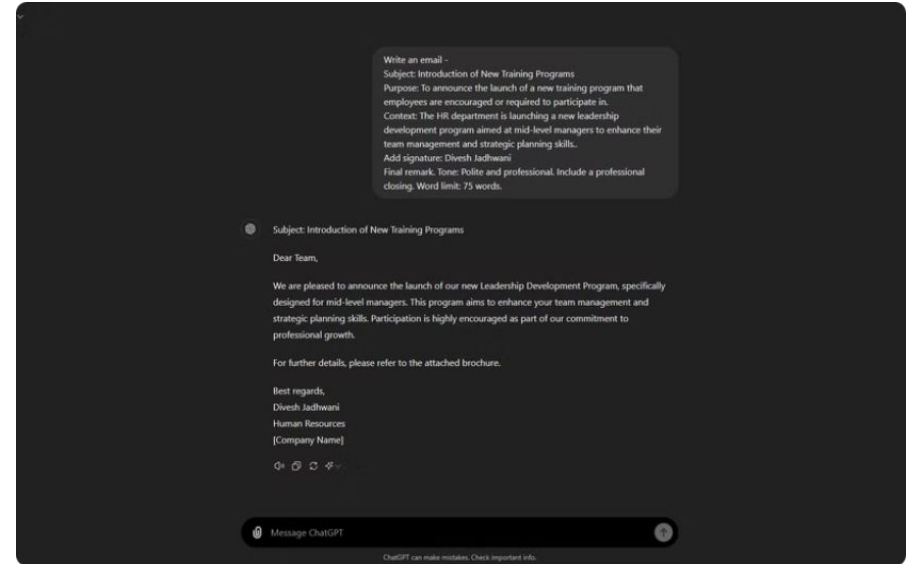 Write an email -
Subject: Introduction of New Training Programs
Purpose: To announce the launch of a new training program that
employees are encouraged or required to participate in.
Context: The HR department is launching a new leadership
development program aimed at mid-level managers to enhance their
team management and strategic planning skills..
Add signature: Divesh Jadhwani
Final remark. Tone: Polite and professional. Include a professional
closing. Word limit: 75 words.
Subject: Introduction of New Training Programs
Dear Team,
We are pleased to announce the launch of our new Leadership Development Program, specifically
designed for mid-level managers. This program aims to enhance your team management and
strategic planning skills. Participation is highly encouraged as part of our commitment to
professional growth.
For further details, please refer to the attached brochure.
Best regards,
Divesh Jadhwani
Human Resources
[Company Name]
Message ChatGPT
ChatGPT can make mistakes. Check important info.